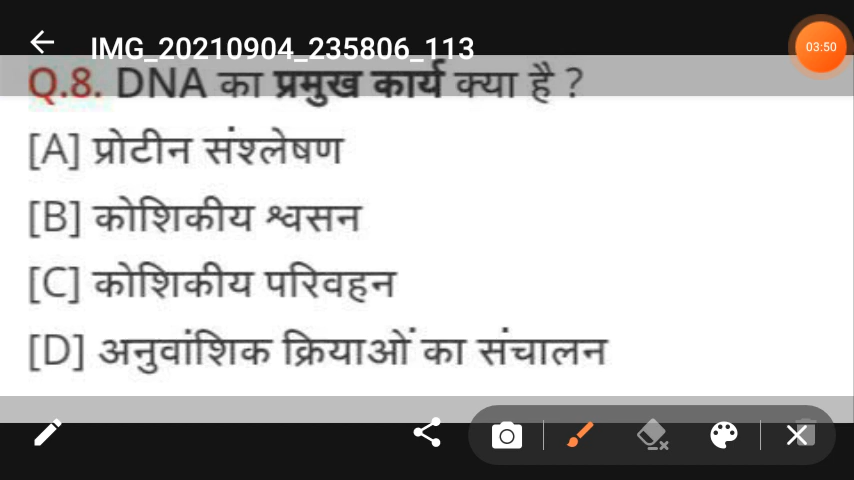 IMG_20210904_235806_113
03:50
Q.8. DNA का प्रमुख कार्य क्या है ?
[A] प्रोटीन संश्लेषण
[B] कोशिकीय श्वसन
[C] कोशिकीय परिवहन
[D] अनुवांशिक क्रियाओं का संचालन